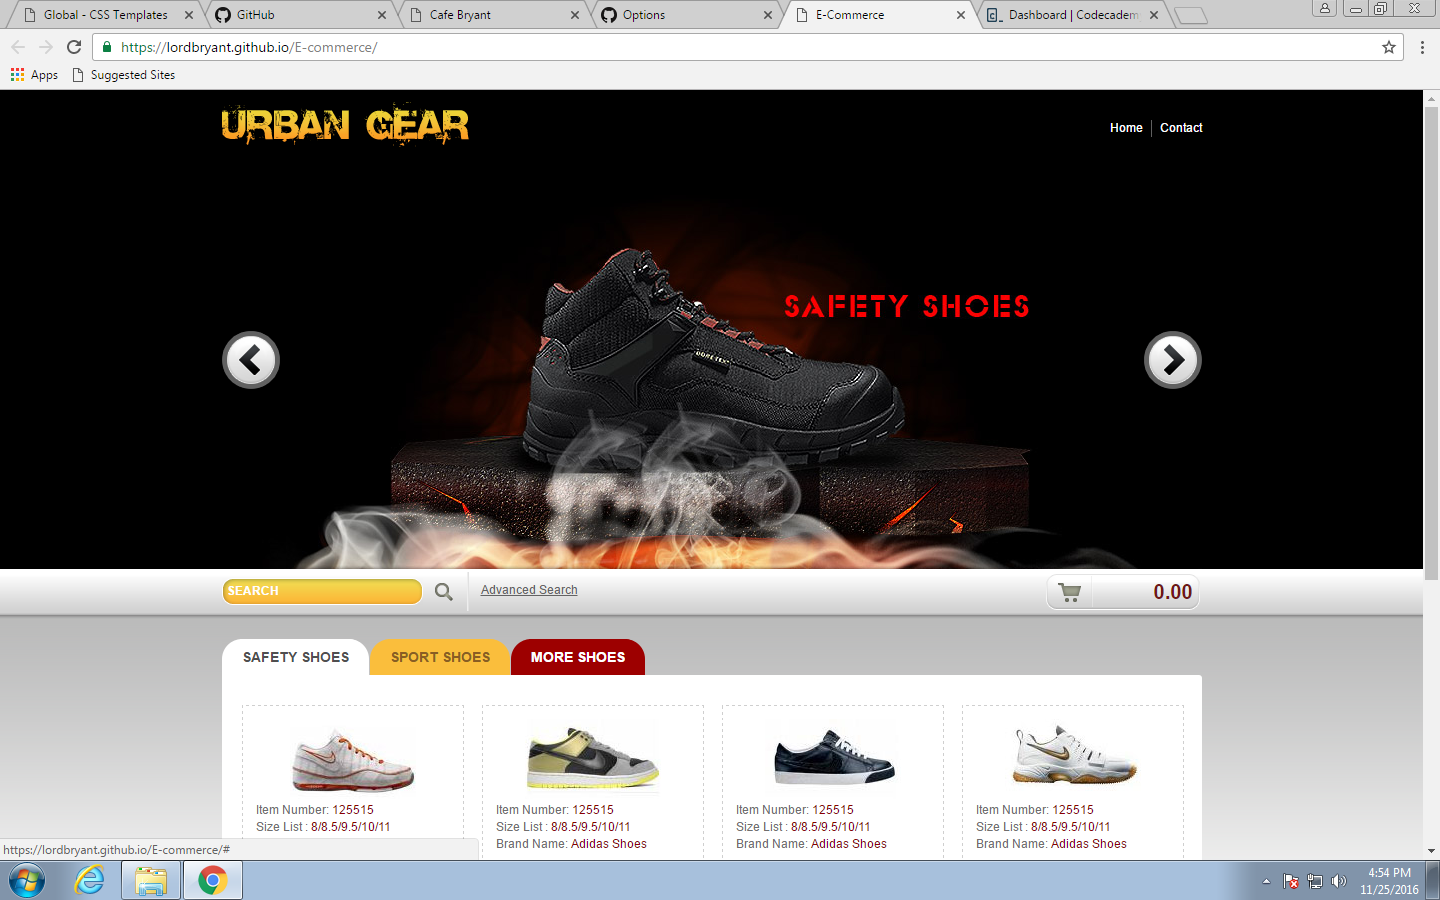 Global - CSS Templates
GitHub
Cafe Bryant
Options
E-Commerce
Dashboard | Codecadem
https://lordbryant.github.io/E-commerce/
Apps
Suggested Sites
URBAN GEAR
Home
Contact
SAFETY SHOES
GORE-TEX
SEARCH
Advanced Search
0.00
SAFETY SHOES
SPORT SHOES
MORE SHOES
Item Number: 125515
Size List : 8/8.5/9.5/10/11
Item Number: 125515
Size List : 8/8.5/9.5/10/11
Brand Name: Adidas Shoes
Item Number: 125515
Size List : 8/8.5/9.5/10/11
Brand Name: Adidas Shoes
Item Number: 125515
Size List : 8/8.5/9.5/10/11
Brand Name: Adidas Shoes
https://lordbryant.github.io/E-commerce/#
4:54 PM
11/25/2016